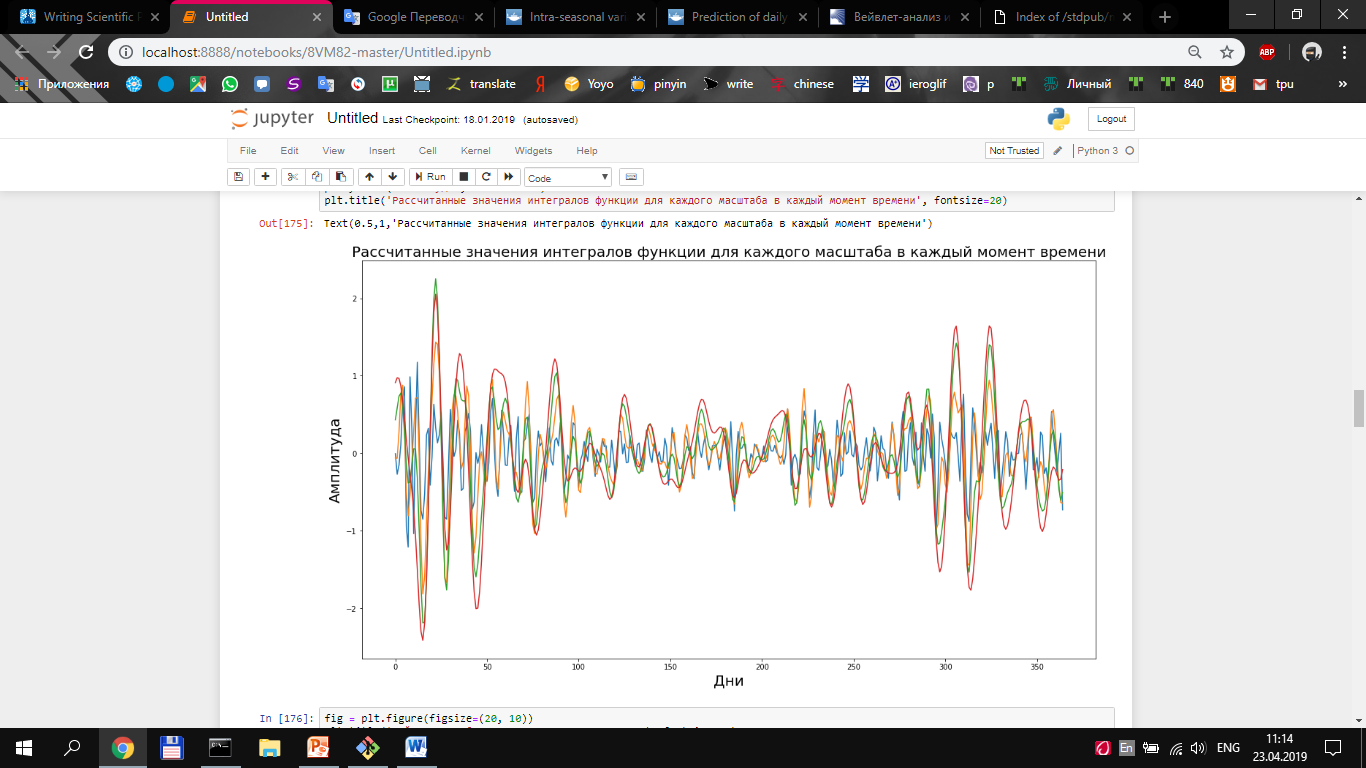 Writing Scientific P
Untitled
Google Переводч
Intra-seasonal vari
Prediction of daily
Вейвлет-анализ и
Index of /stdpub/m
localhost:8888/notebooks/8VM82-master/Untitled.ipynb
ABP
Приложения
translate
Yoyo
pinyin
write
chinese
ieroglif
p
Личный
840
tpu
»
jupyter Untitled Last Checkpoint: 18.01.2019 (autosaved)
Logout
File Edit View Insert Cell Kernel Widgets Help
Not Trusted
Python 3
Run
Code
plt.title('Рассчитанные значения интегралов функции для каждого масштаба в каждый момент времени', fontsize=20)
Out[175]: Text(0.5,1,'Рассчитанные значения интегралов функции для каждого масштаба в каждый момент времени')
Рассчитанные значения интегралов функции для каждого масштаба в каждый момент времени
2
1
0
−1
−2
Амплитуда
0 50 100 150 200 250 300 350
Дни
In [176]: fig = plt.figure(figsize=(20, 10))
En
ENG
11:14
23.04.2019